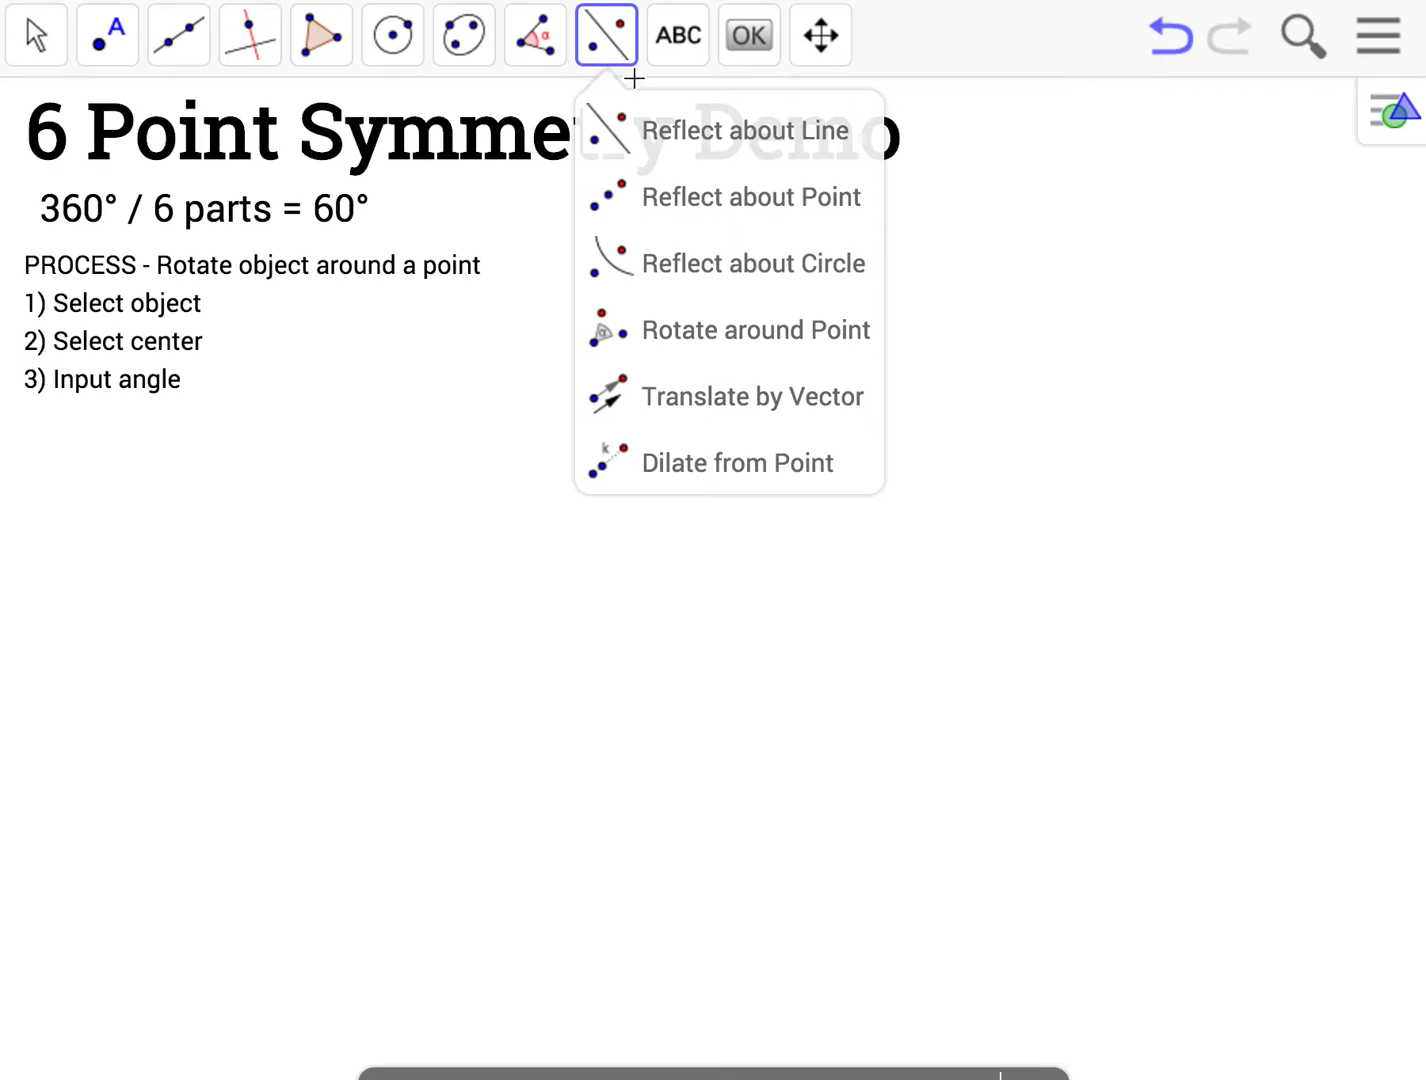 A
α
ABC
OK
6 Point Symmetry Demo
360° / 6 parts = 60°
PROCESS - Rotate object around a point
1) Select object
2) Select center
3) Input angle
Reflect about Line
Reflect about Point
Reflect about Circle
α
Rotate around Point
Translate by Vector
k
Dilate from Point